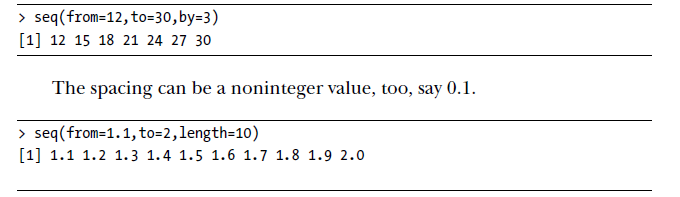 > seq(from=12,to=30,by=3)
[1] 12 15 18 21 24 27 30
The spacing can be a noninteger value, too, say 0.1.
> seq(from=1.1,to=2,length=10)
[1] 1.1 1.2 1.3 1.4 1.5 1.6 1.7 1.8 1.9 2.0